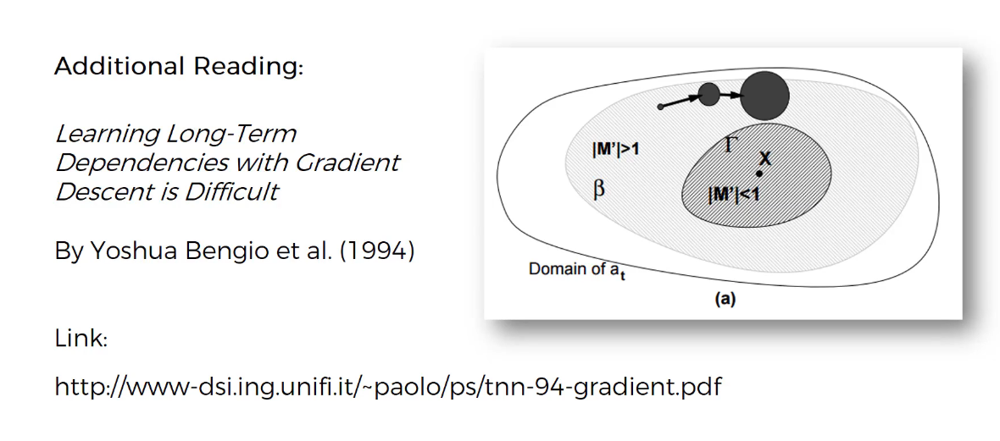 Additional Reading:
Learning Long-Term
Dependencies with Gradient
Descent is Difficult
By Yoshua Bengio et al. (1994)
Link:
http://www-dsi.ing.unifi.it/~paolo/ps/tnn-94-gradient.pdf
|M’|>1
β
Γ
X
|M’|<1
Domain of a_t
(a)